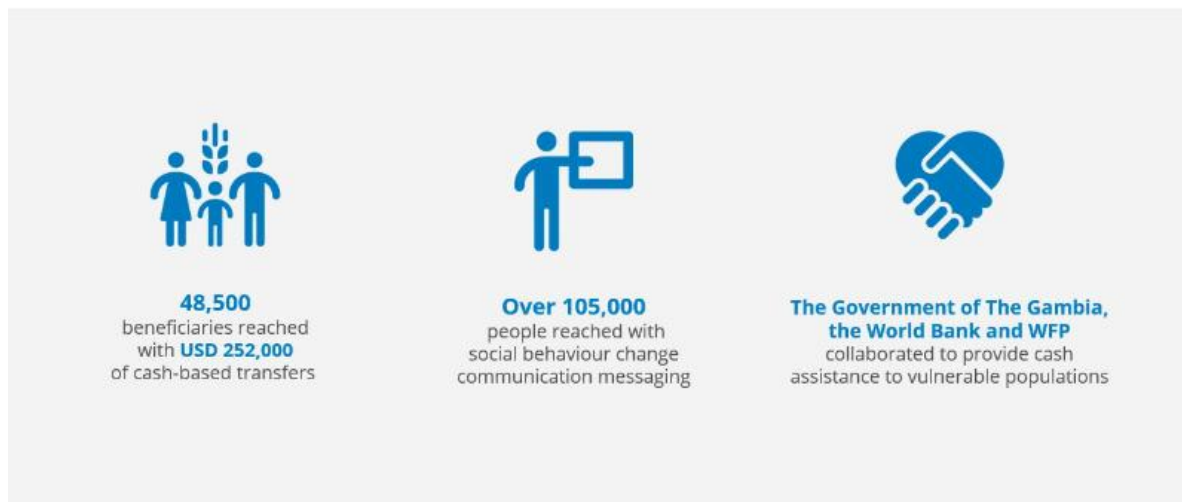 48,500
beneficiaries reached
with USD 252,000
of cash-based transfers
Over 105,000
people reached with
social behaviour change
communication messaging
The Government of The Gambia,
the World Bank and WFP
collaborated to provide cash
assistance to vulnerable populations